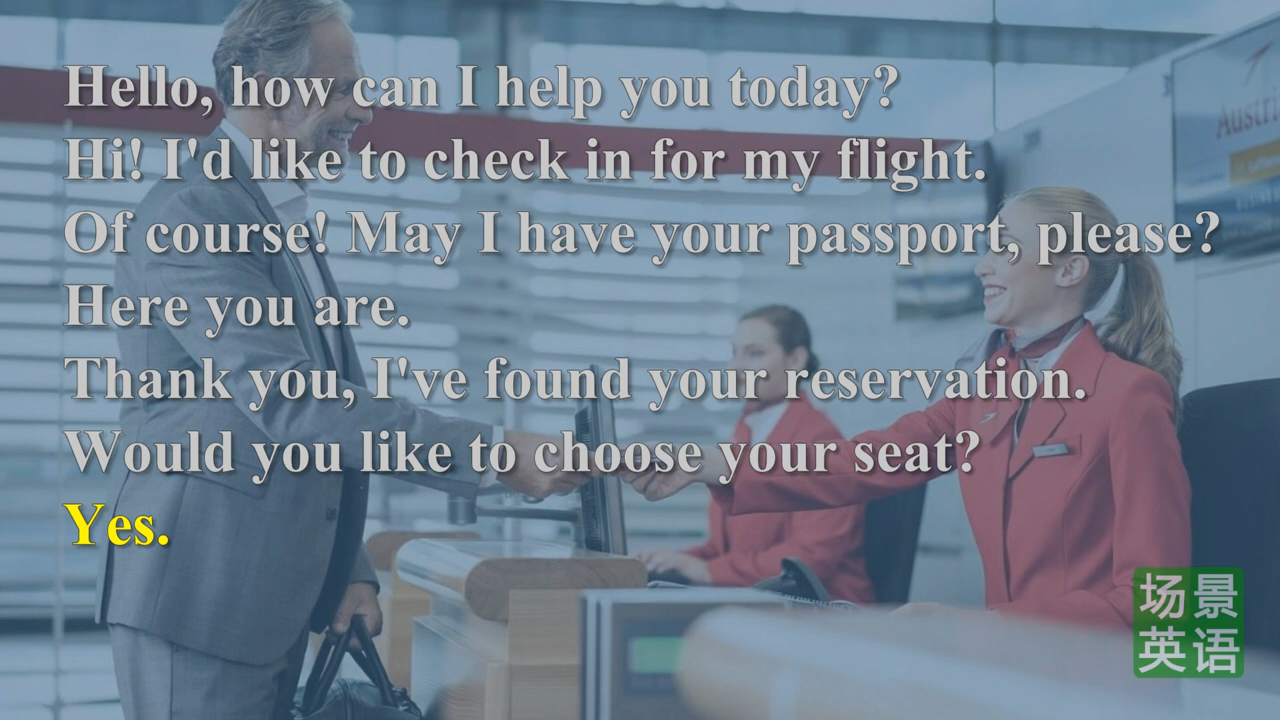 Hello, how can I help you today?
Hi! I'd like to check in for my flight.
Of course! May I have your passport, please?
Here you are.
Thank you, I've found your reservation.
Would you like to choose your seat?
Yes.
Austri
场景
英语